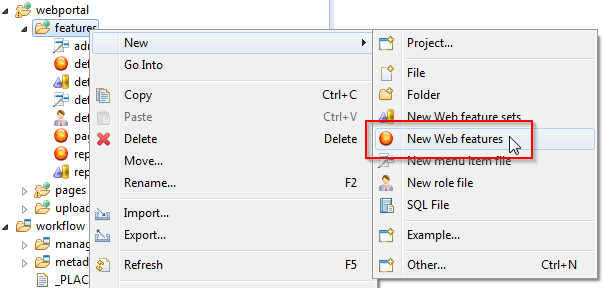 webportal
features
New
Project...
adm
def
Go Into
File
def
Copy Ctrl+C
Folder
def
Paste Ctrl+V
New Web feature sets
def
Delete Delete
New Web features
pag
Move...
New menu item file
rep
Rename... F2
New role file
rep
SQL File
pages
Import...
upload
Export...
Example...
workflow
manag
Refresh F5
Other... Ctrl+N
metad
_PLAC